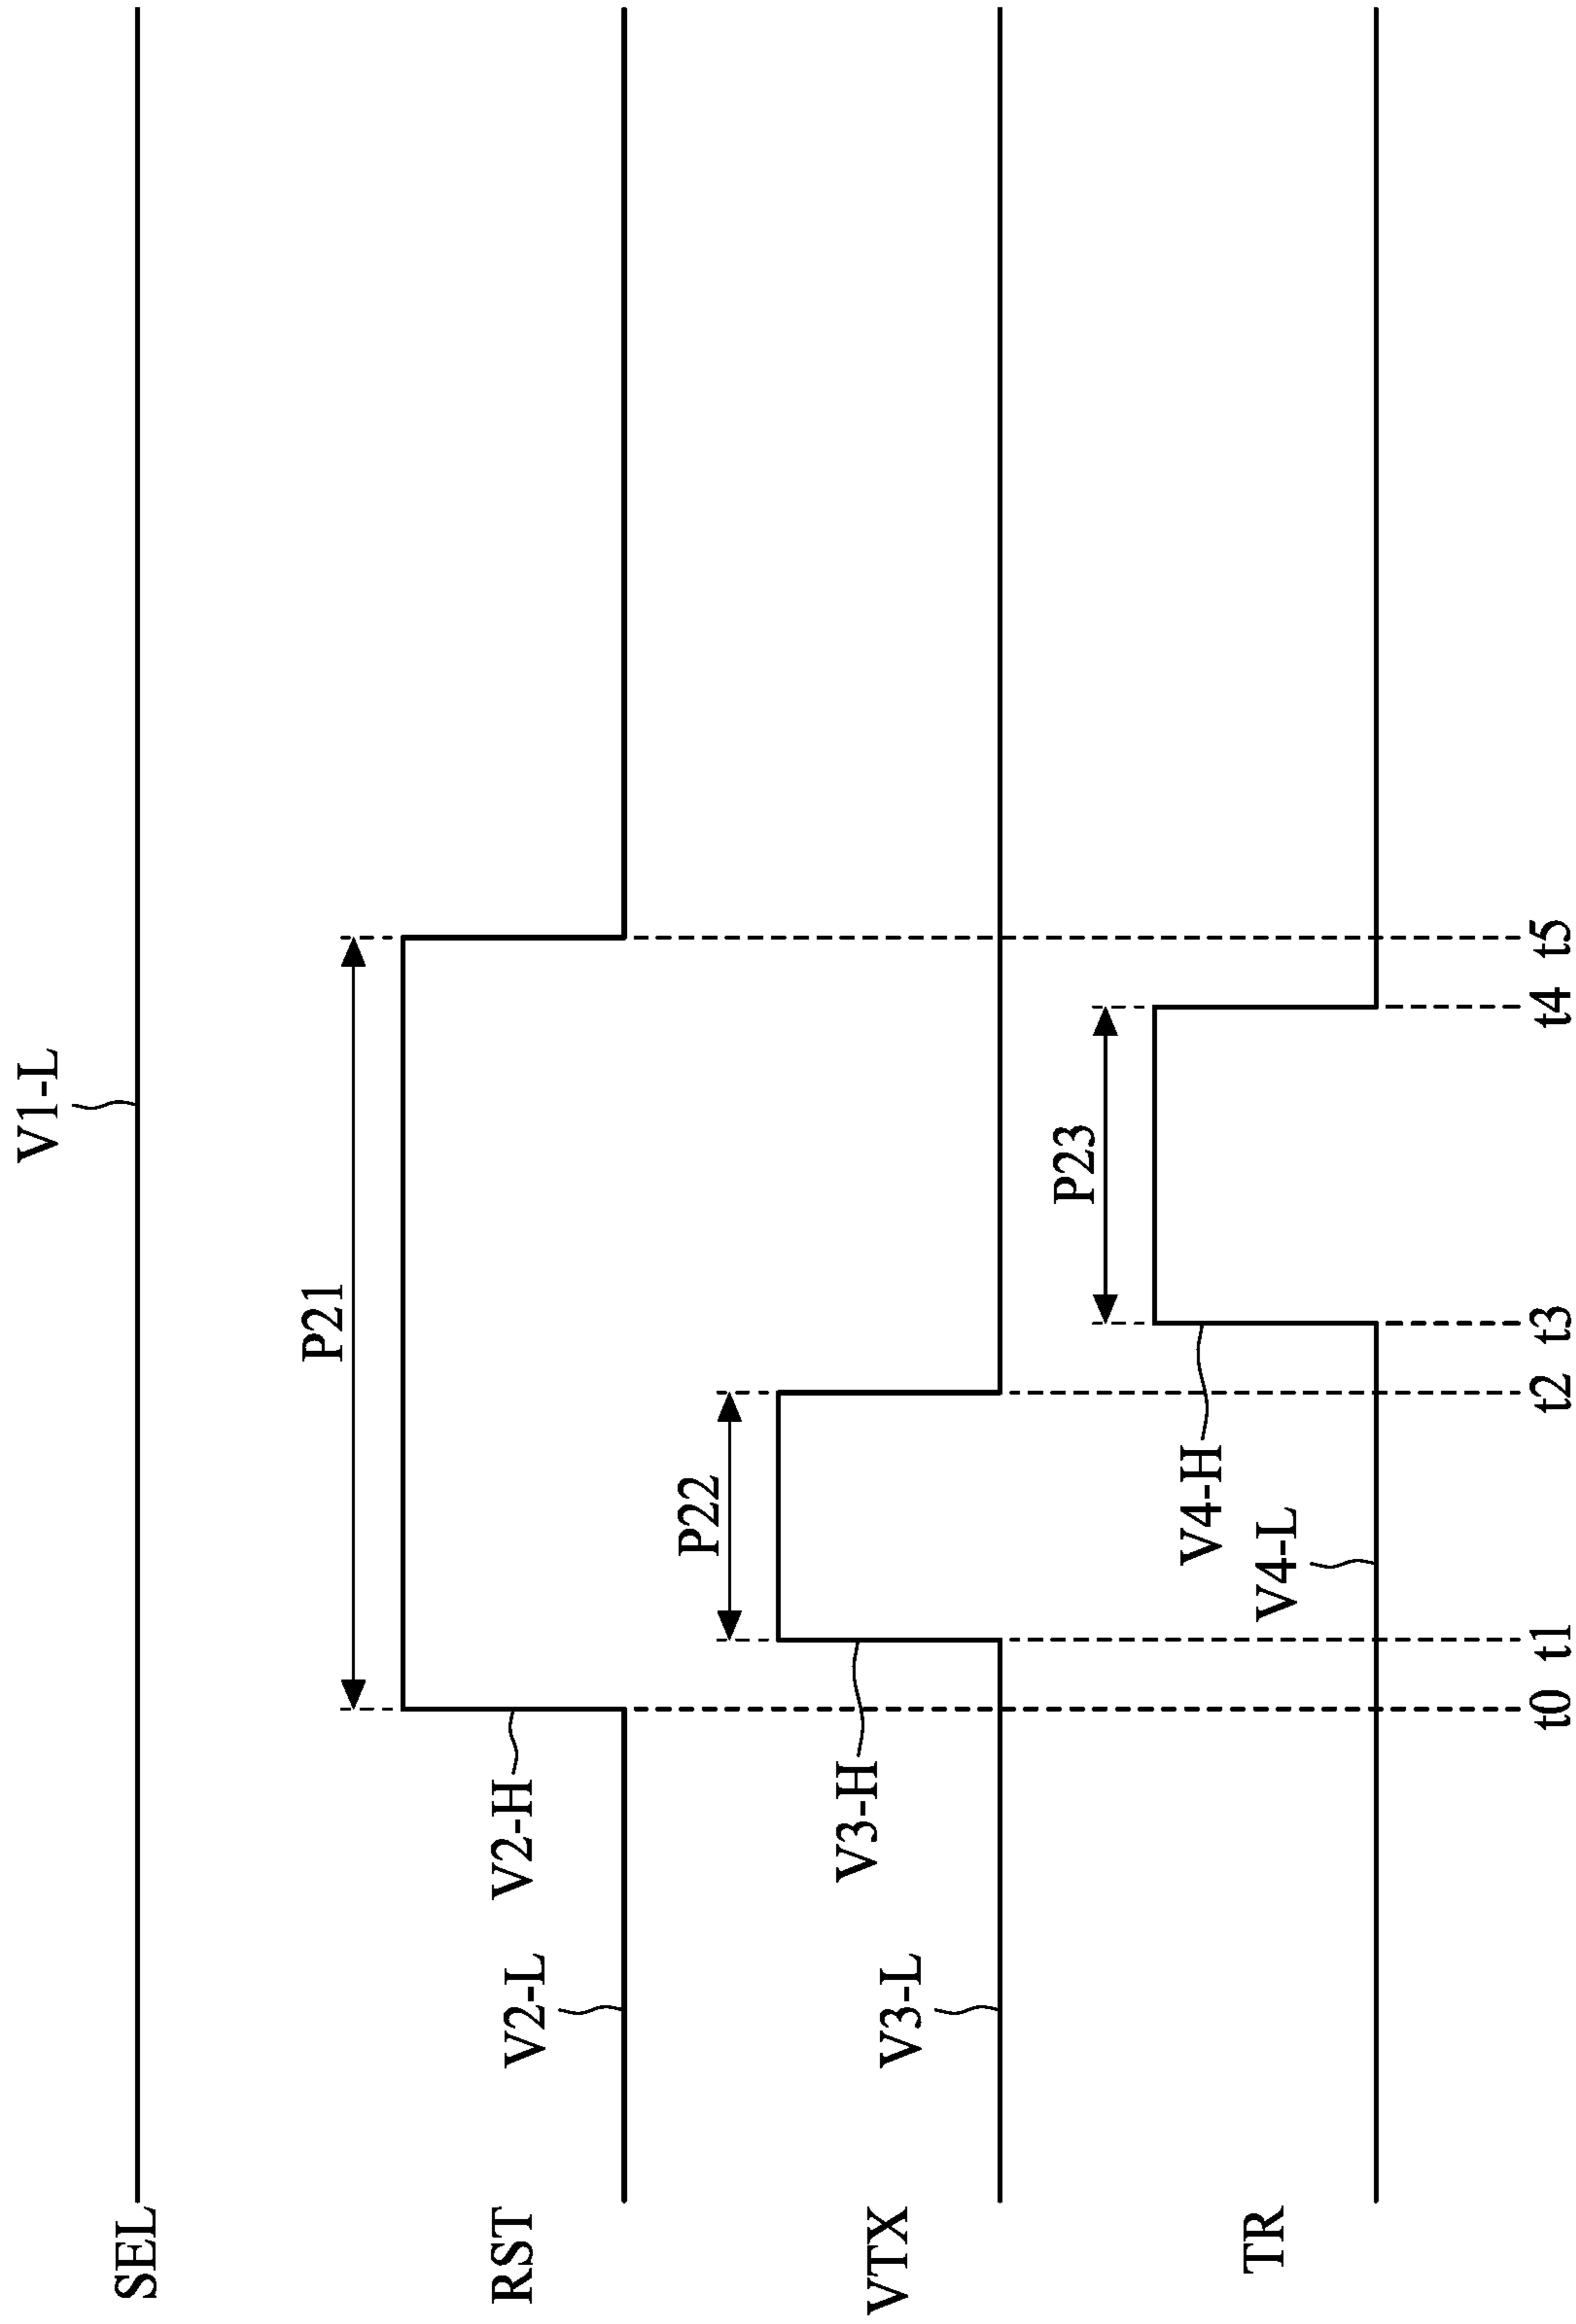 V1-L
SEL
P21
V2-H
V2-L
RST
P22
V3-H
V3-L
VTX
P23
V4-H
V4-L
TR
t0 t1 t2 t3 t4 t5